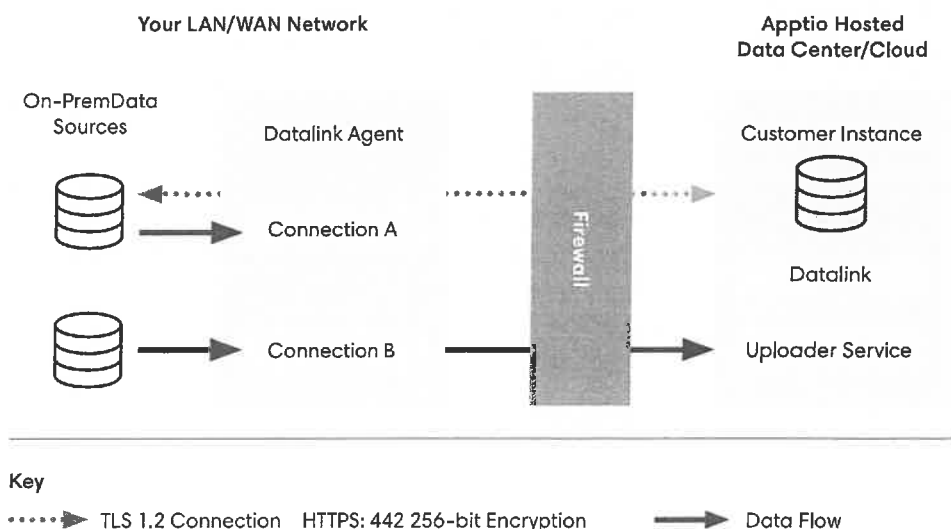 Your LAN/WAN Network
Apptio Hosted
Data Center/Cloud
On-PremData
Sources
Datalink Agent
Customer Instance
Connection A
Firewall
Datalink
Connection B
Uploader Service
Key
TLS 1.2 Connection HTTPS: 442 256-bit Encryption
Data Flow